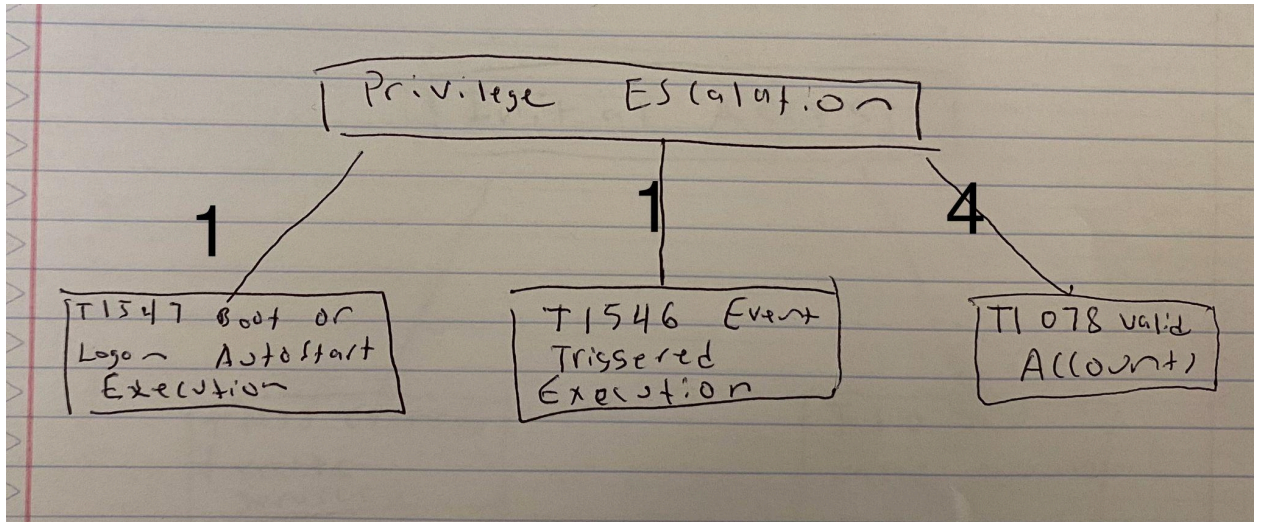 Privilege Escalation
1
1
4
T1547 Boot or
Logon Autostart
Execution
T1546 Event
Triggered
Execution
T1078 valid
Accounts